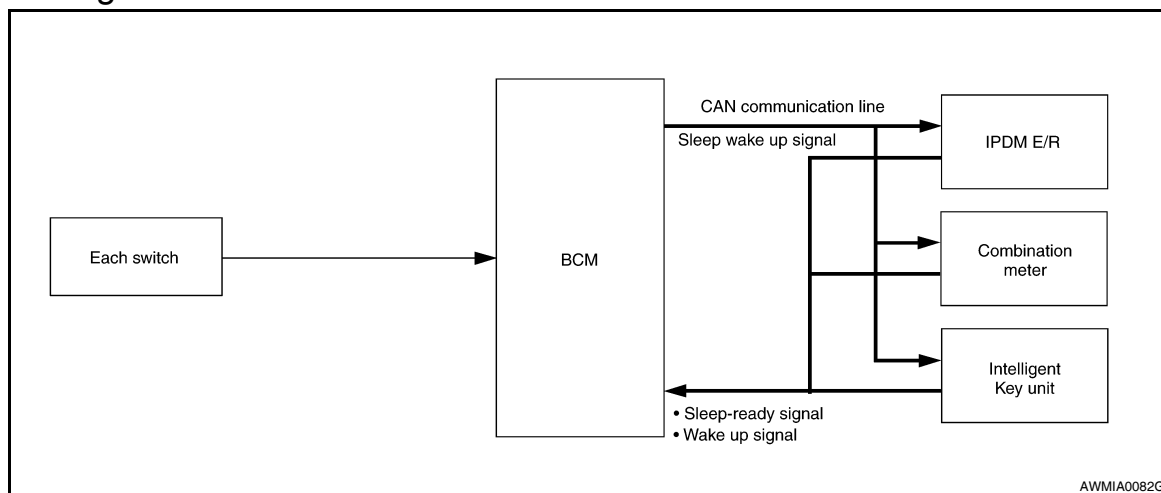 CAN communication line
Sleep wake up signal
IPDM E/R
Each switch
BCM
Combination
meter
Intelligent
Key unit
• Sleep-ready signal
• Wake up signal
AWMIA0082G